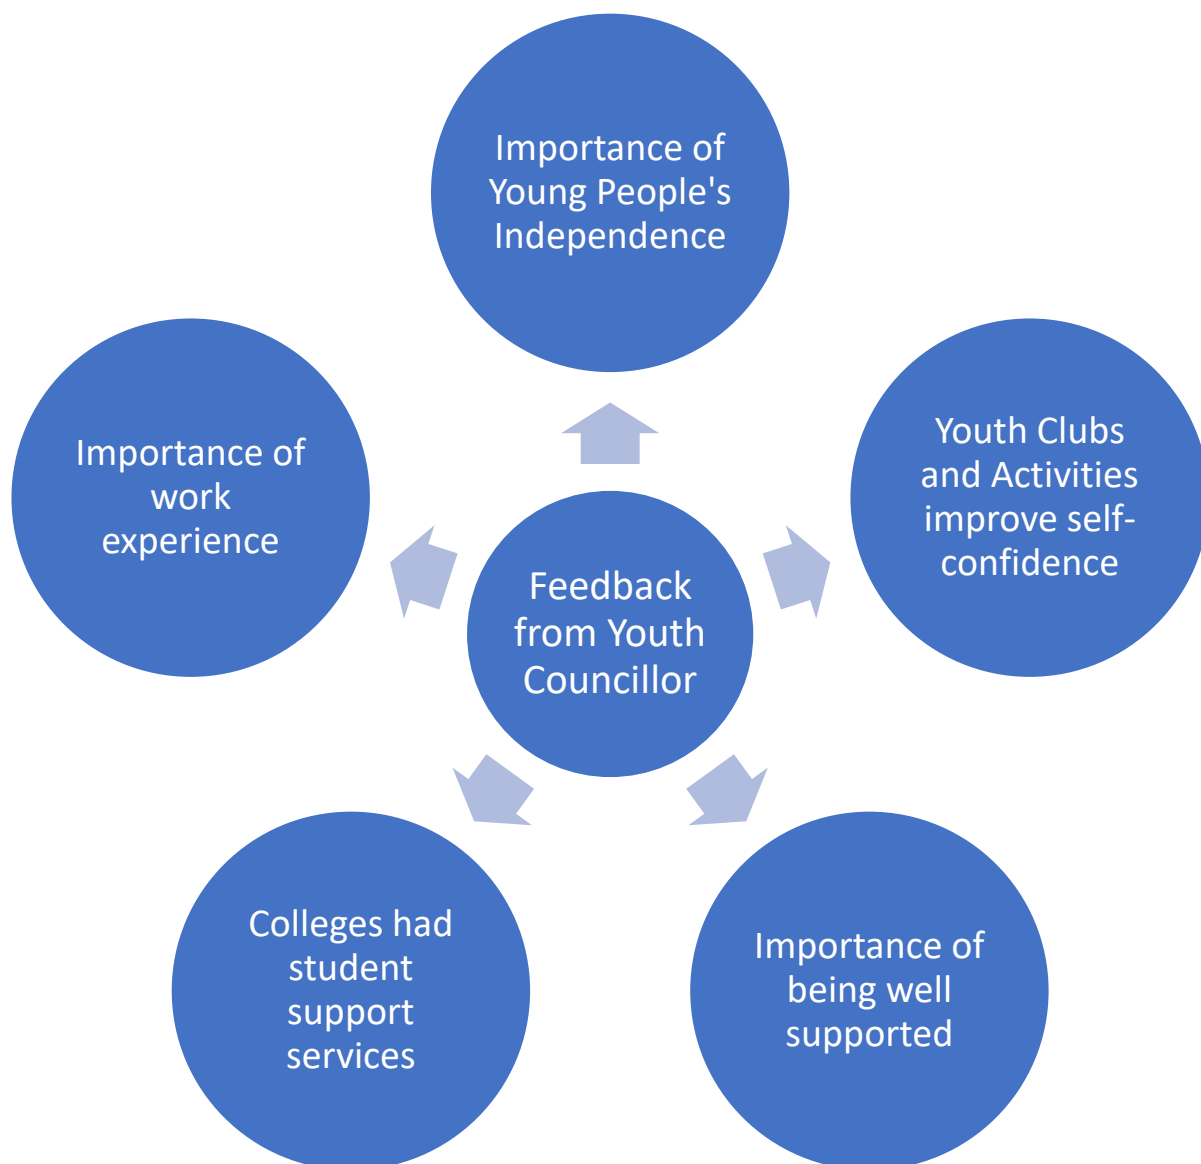 Importance of
Young People's
Independence
Youth Clubs
and Activities
improve self-
confidence
Importance of
work
experience
Feedback
from Youth
Councillor
Colleges had
student
support
services
Importance of
being well
supported